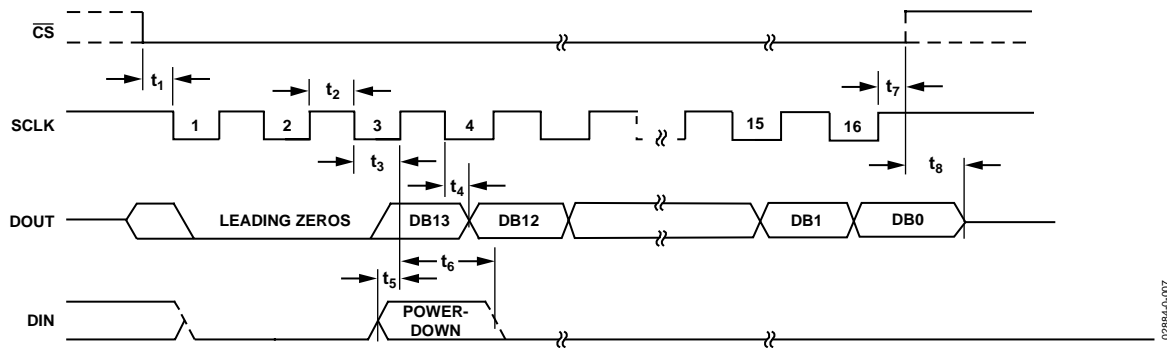 CS
t1
t2
t7
SCLK
1
2
3
4
15
16
t3
t4
t8
DOUT
LEADING ZEROS
DB13
DB12
DB1
DB0
t5
t6
DIN
POWER-
DOWN
02884-0-007